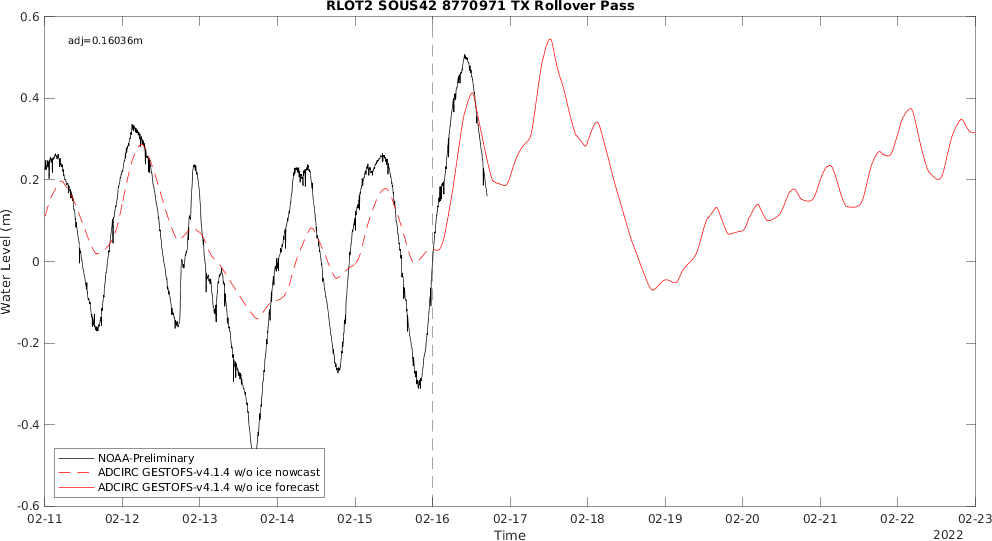 RLOT2 SOUS42 8770971 TX Rollover Pass
adj=0.16036m
0.6
0.4
0.2
0
-0.2
-0.4
-0.6
Water Level (m)
NOAA-Preliminary
ADCIRC GESTOFS-v4.1.4 w/o ice nowcast
ADCIRC GESTOFS-v4.1.4 w/o ice forecast
02-11 02-12 02-13 02-14 02-15 02-16 02-17 02-18 02-19 02-20 02-21 02-22 02-23
Time
2022